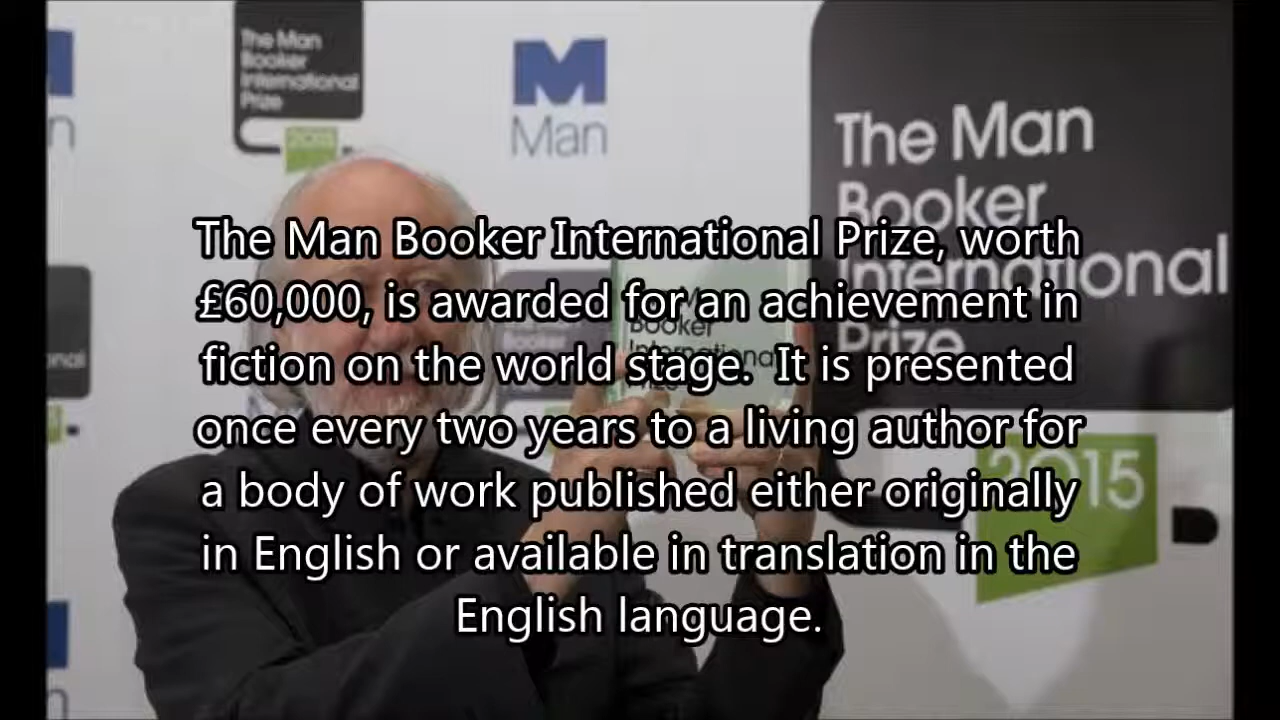 The Man
Booker
International
Prize
2015
Man
The Man
Booker
International
Prize
2015
The Man Booker International Prize, worth
£60,000, is awarded for an achievement in
fiction on the world stage.  It is presented
once every two years to a living author for
a body of work published either originally
in English or available in translation in the
English language.
Booker
International